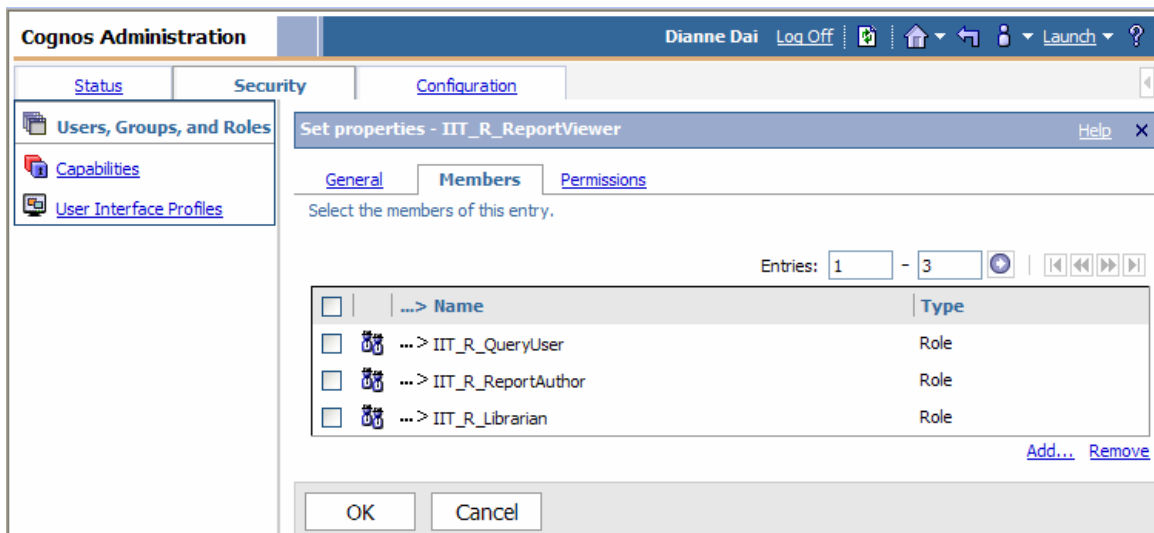 Cognos Administration Dianne Dai Log Off Launch ?
Status Security Configuration
Users, Groups, and Roles
Capabilities
User Interface Profiles
Set properties - IIT_R_ReportViewer Help X
General Members Permissions
Select the members of this entry.
Entries: 1 - 3
...> Name Type
...> IIT_R_QueryUser Role
...> IIT_R_ReportAuthor Role
...> IIT_R_Librarian Role
Add... Remove
OK Cancel